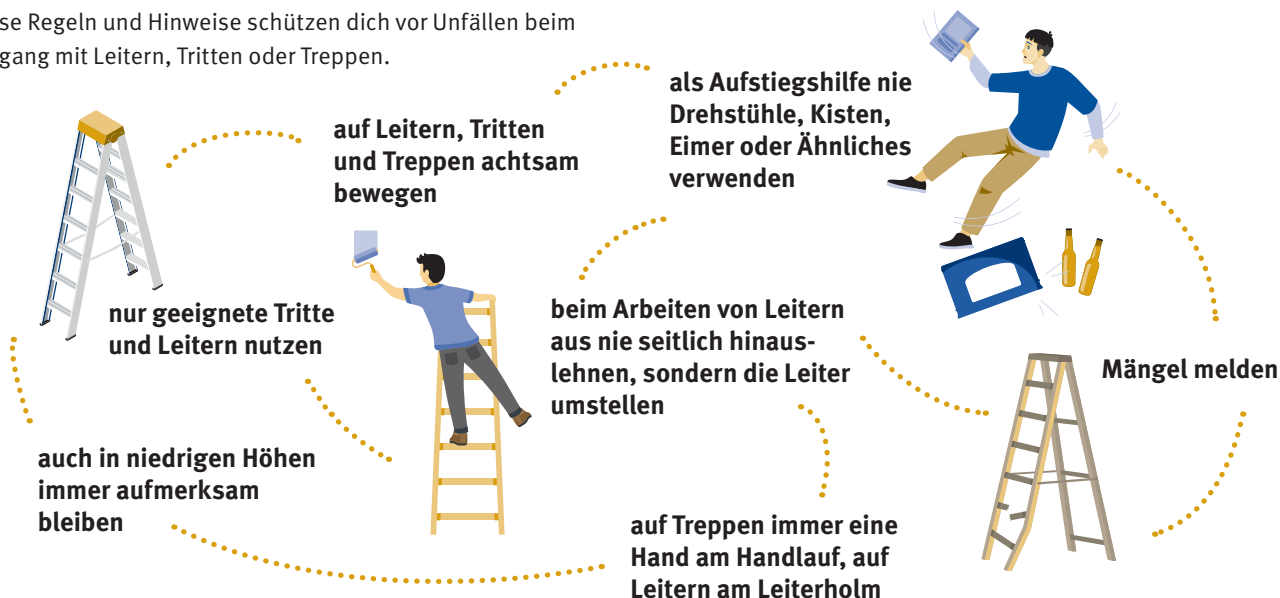 se Regeln und Hinweise schützen dich vor Unfällen beim
gang mit Leitern, Tritten oder Treppen.
als Aufstiegshilfe nie
Drehstühle, Kisten,
Eimer oder Ähnliches
verwenden
auf Leitern, Tritten
und Treppen achtsam
bewegen
nur geeignete Tritte
und Leitern nutzen
beim Arbeiten von Leitern
aus nie seitlich hinaus-
lehnen, sondern die Leiter
umstellen
Mängel melden
auch in niedrigen Höhen
immer aufmerksam
bleiben
auf Treppen immer eine
Hand am Handlauf, auf
Leitern am Leiterholm